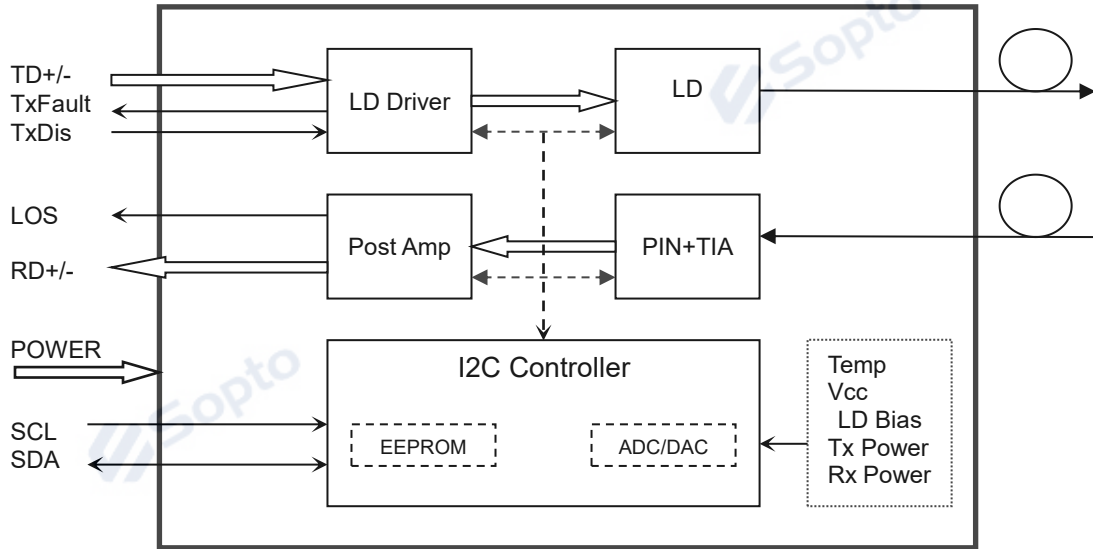 TD+/-
TxFault
TxDis
LD Driver
LD
LOS
RD+/-
Post Amp
PIN+TIA
POWER
SCL
SDA
I2C Controller
EEPROM
ADC/DAC
Temp
Vcc
LD Bias
Tx Power
Rx Power
Sopto
Sopto